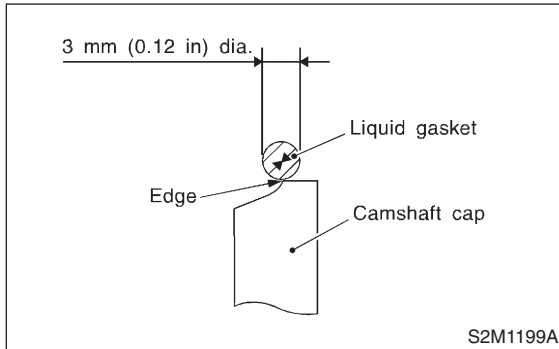 3 mm (0.12 in) dia.
Liquid gasket
Edge
Camshaft cap
S2M1199A